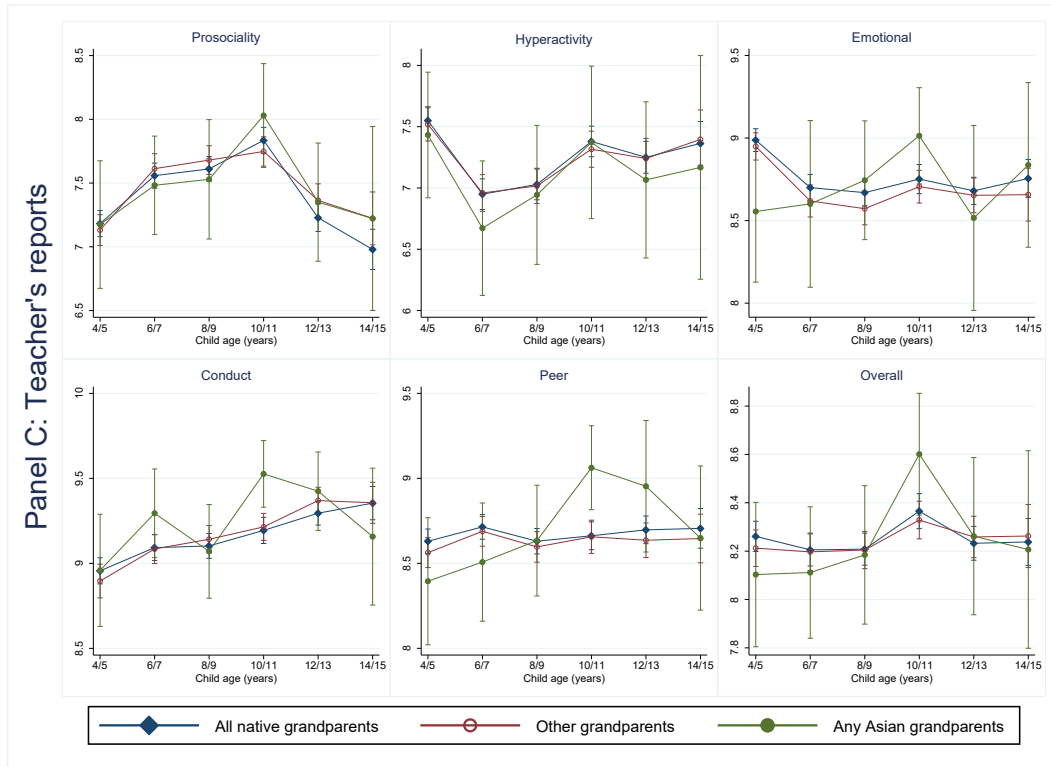 Panel C: Teacher's reports
Prosociality
8.5
8
7.5
7
6.5
4/5 6/7 8/9 10/11 12/13 14/15
Child age (years)
Hyperactivity
8
7.5
7
6.5
6
4/5 6/7 8/9 10/11 12/13 14/15
Child age (years)
Emotional
9.5
9
8.5
8
4/5 6/7 8/9 10/11 12/13 14/15
Child age (years)
Conduct
10
9.5
9
8.5
4/5 6/7 8/9 10/11 12/13 14/15
Child age (years)
Peer
9.5
9
8.5
8
4/5 6/7 8/9 10/11 12/13 14/15
Child age (years)
Overall
8.8
8.6
8.4
8.2
8
7.8
4/5 6/7 8/9 10/11 12/13 14/15
Child age (years)
All native grandparents Other grandparents Any Asian grandparents